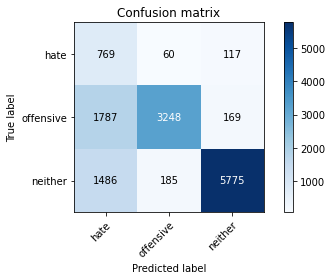 Confusion matrix
hate 769 60 117
offensive 1787 3248 169
neither 1486 185 5775
hate offensive neither
True label
Predicted label
5000
4000
3000
2000
1000